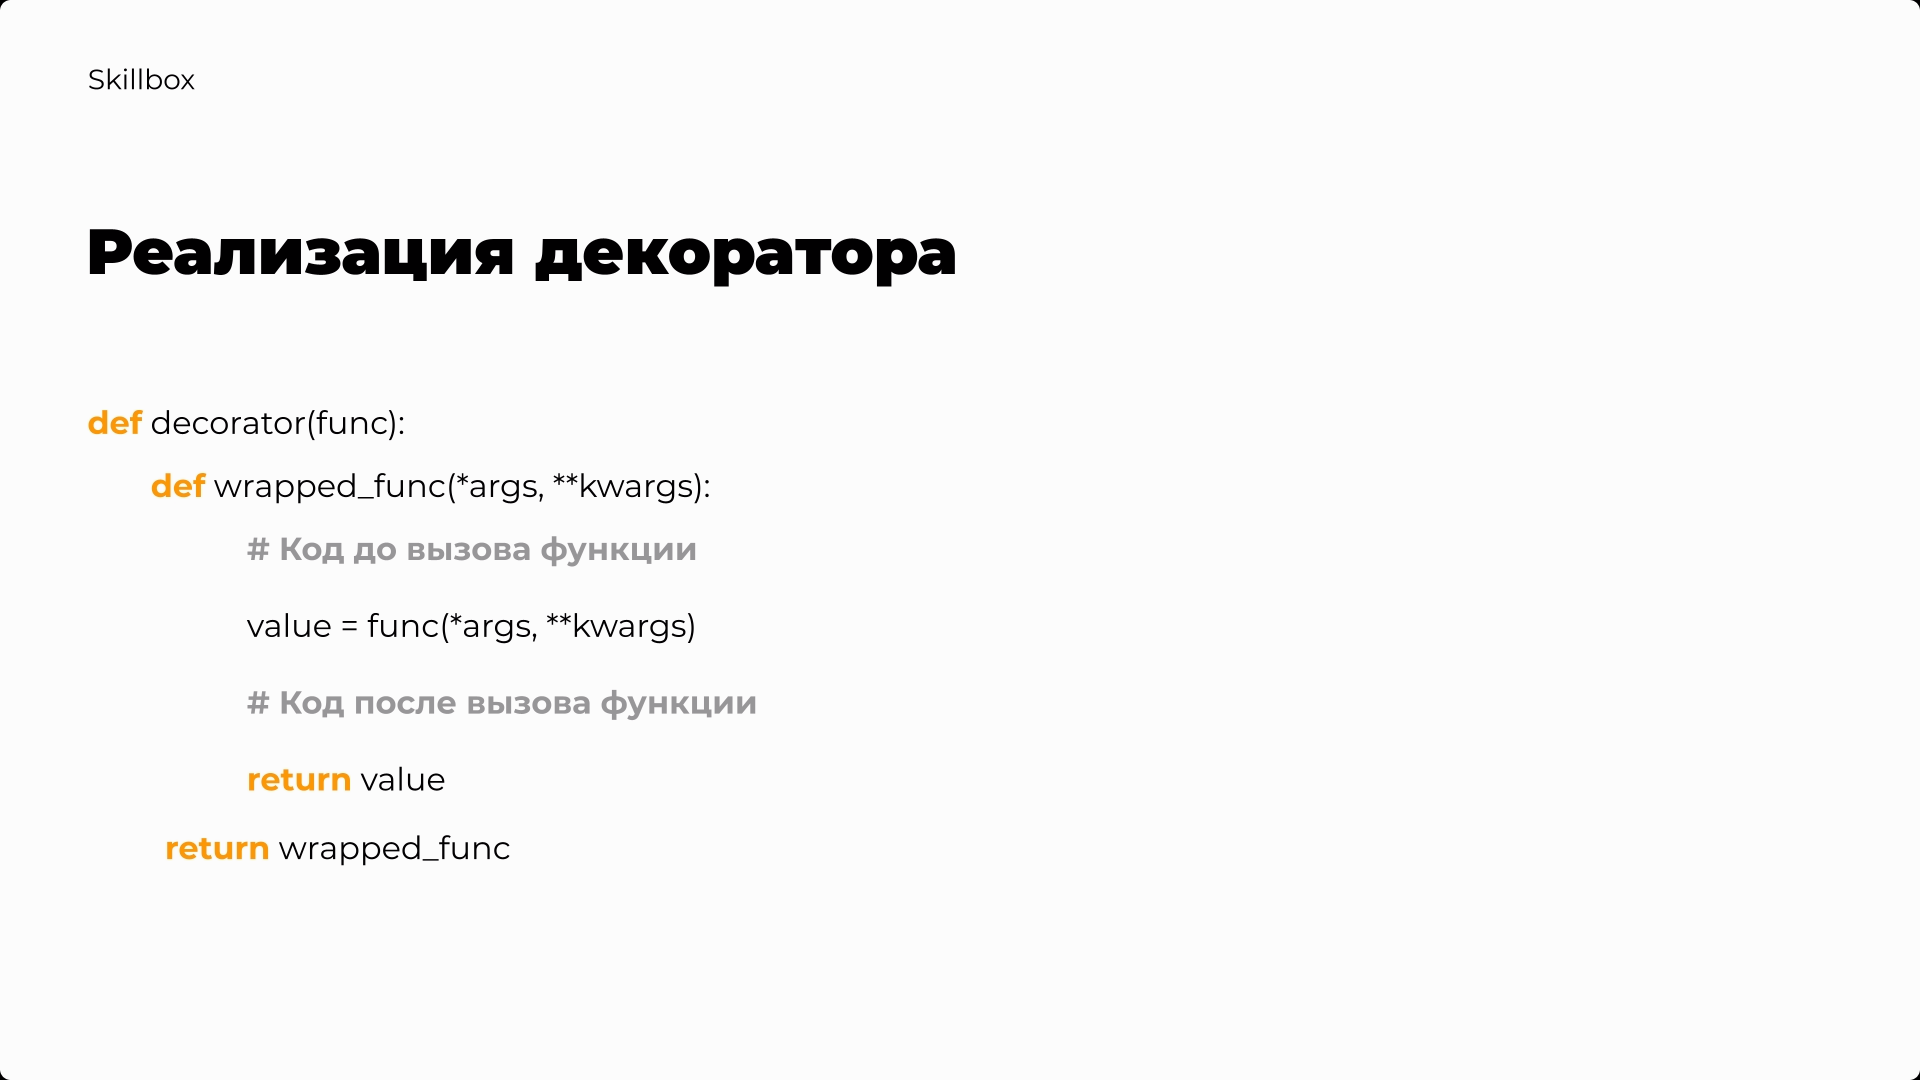 Skillbox
Реализация декоратора
def decorator(func):
def wrapped_func(*args, **kwargs):
# Код до вызова функции
value = func(*args, **kwargs)
# Код после вызова функции
return value
return wrapped_func